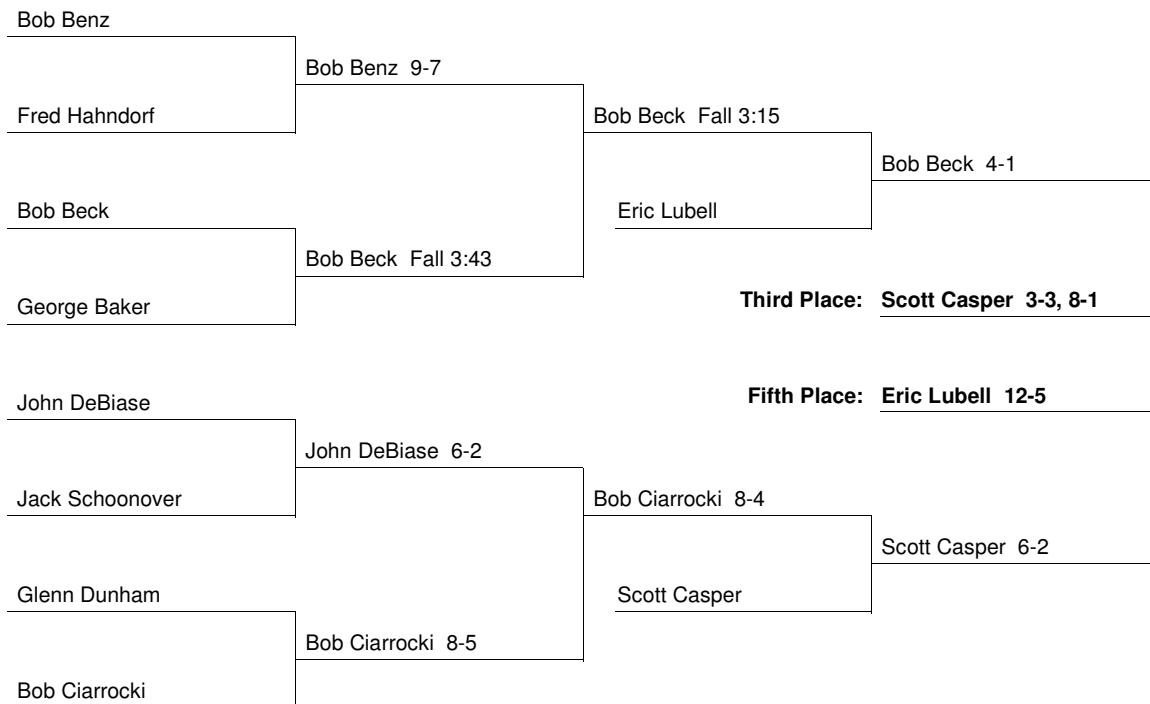 Bob Benz
Bob Benz 9-7
Fred Hahndorf
Bob Beck Fall 3:15
Bob Beck 4-1
Bob Beck
Eric Lubell
Bob Beck Fall 3:43
George Baker
Third Place: Scott Casper 3-3, 8-1
Fifth Place: Eric Lubell 12-5
John DeBiase
John DeBiase 6-2
Jack Schoonover
Bob Ciarrocki 8-4
Scott Casper 6-2
Glenn Dunham
Scott Casper
Bob Ciarrocki 8-5
Bob Ciarrocki